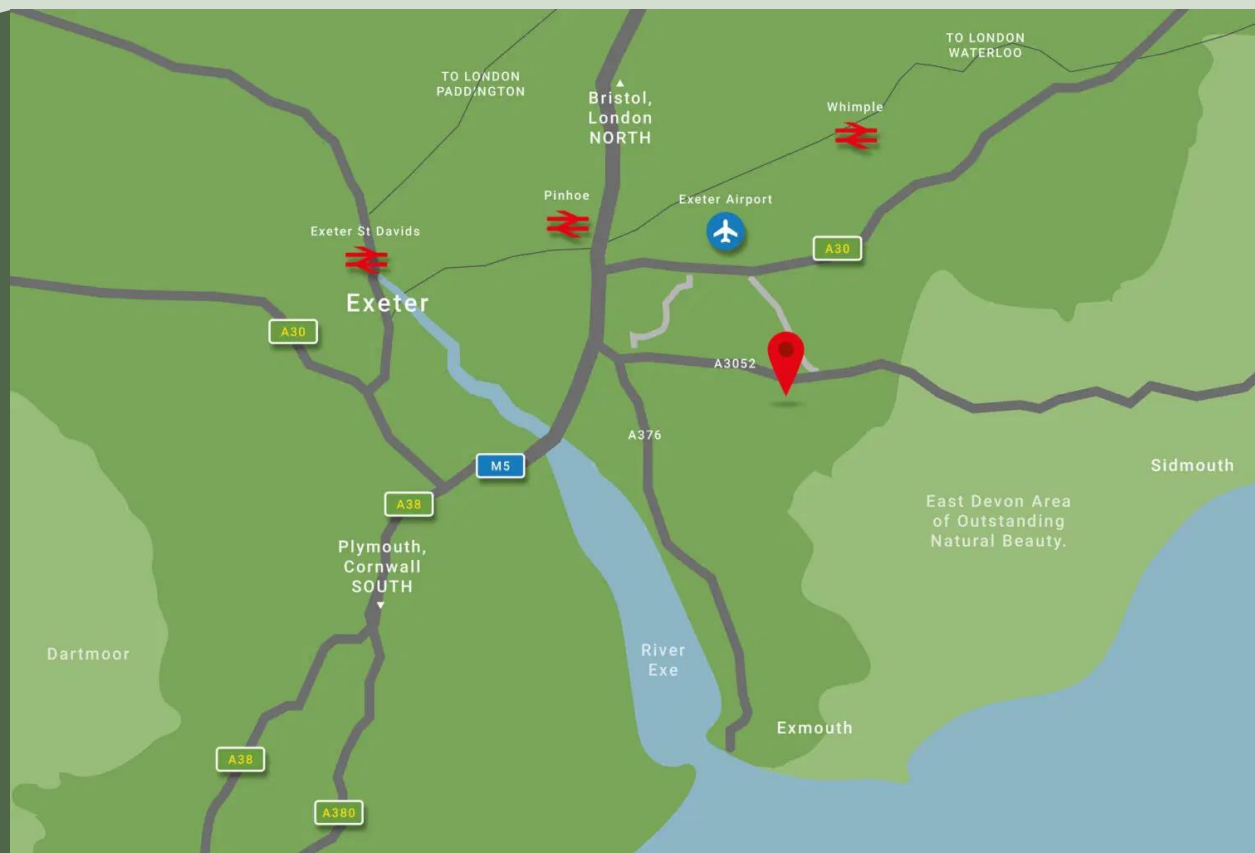 TO LONDON
WATERLOO
TO LONDON
PADDINGTON
Bristol,
London
NORTH
Whimple
Pinhoe
Exeter Airport
Exeter St Davids
A30
Exeter
A30
A3052
A376
M5
Sidmouth
A38
East Devon Area
of Outstanding
Natural Beauty.
Plymouth,
Cornwall
SOUTH
Dartmoor
River
Exe
Exmouth
A38
A380